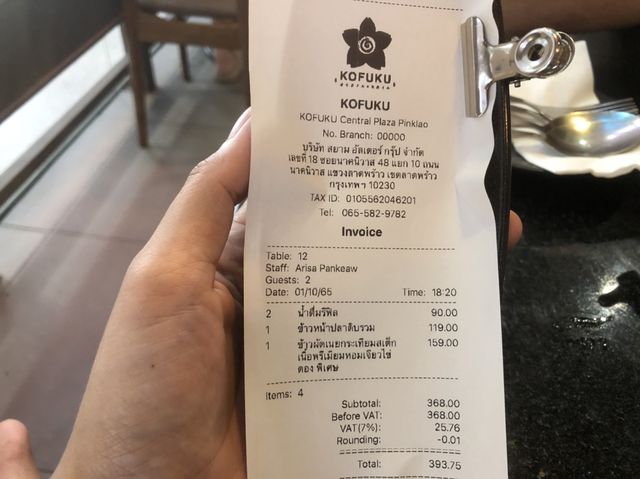 KOFUKU
KOFUKU
KOFUKU Central Plaza Pinklao
No. Branch: 00000
บริษัท สยาม อัลเตอร์ กรุ๊ป จำกัด
เลขที่ 18 ซอยนาคนิวาส 48 แยก 10 ถนน
นาคนิวาส แขวงลาดพร้าว เขตลาดพร้าว
กรุงเทพฯ 10230
TAX ID: 0105562046201
Tel: 065-582-9782
Invoice
Table: 12
Staff: Arisa Pankeaw
Guests: 2
Date: 01/10/65 Time: 18:20
2 น้ำดื่มรีฟิล 90.00
1 ข้าวหน้าปลาดิบรวม 119.00
1 ข้าวผัดเนยกระเทียมสเต็ก 159.00
เนื้อพรีเมียมหอมเจียวไข่
ดอง พิเศษ
Items: 4
Subtotal: 368.00
Before VAT: 368.00
VAT(7%): 25.76
Rounding: -0.01
Total: 393.75